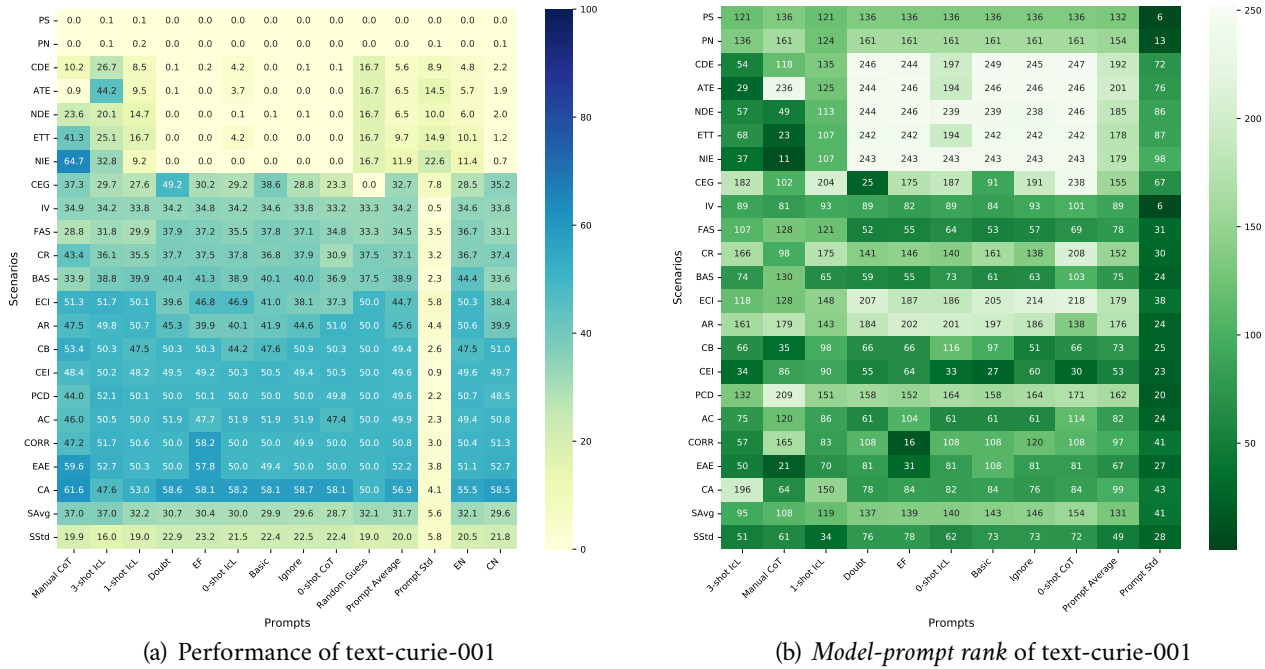 PS 0.0 0.1 0.1 0.0 0.0 0.0 0.0 0.0 0.0 0.0 0.0 0.0 0.0 0.0
PN 0.0 0.1 0.2 0.0 0.0 0.0 0.0 0.0 0.0 0.0 0.0 0.1 0.0 0.1
CDE 10.2 26.7 8.5 0.1 0.2 4.2 0.0 0.1 0.0 16.7 5.6 8.9 4.8 2.2
ATE 0.9 44.2 9.5 0.1 0.0 3.7 0.0 0.0 0.0 16.7 6.5 14.5 5.7 1.9
NDE 23.6 20.1 14.7 0.0 0.0 0.1 0.1 0.1 0.0 16.7 6.5 10.0 6.0 2.0
ETT 41.3 25.1 16.7 0.0 0.0 4.2 0.0 0.0 0.0 16.7 9.7 14.9 10.1 1.2
NIE 64.7 32.8 9.2 0.0 0.0 0.0 0.0 0.0 0.0 16.7 11.9 22.6 11.4 0.7
CEG 37.3 29.7 27.6 49.2 30.2 29.2 38.6 28.8 23.3 0.0 32.7 7.8 28.5 35.2
IV 34.9 34.2 33.8 34.2 34.8 34.2 34.6 33.8 33.2 33.3 34.2 0.5 34.6 33.8
FAS 28.8 31.8 29.9 37.9 37.2 35.5 37.8 37.1 34.8 33.3 34.5 3.5 36.7 33.1
CR 43.4 36.1 35.5 37.7 37.5 37.8 36.8 37.9 30.9 37.5 37.1 3.2 36.7 37.4
BAS 33.9 38.8 39.9 40.4 41.3 38.9 40.0 40.0 36.9 37.5 38.9 2.3 44.4 33.6
ECI 51.3 51.7 50.1 39.6 46.8 46.9 41.0 38.1 37.3 50.0 44.7 5.8 50.3 38.4
AR 47.5 49.8 50.7 45.3 39.9 40.1 41.9 44.6 51.0 50.0 45.6 4.4 50.6 39.9
CB 53.4 50.3 47.5 50.3 50.3 44.2 47.6 50.9 50.3 50.0 49.4 2.6 47.5 51.0
CEI 48.4 50.2 48.2 49.5 49.2 50.3 50.5 49.4 50.5 50.0 49.6 0.9 49.6 49.7
PCD 44.0 52.1 50.1 50.0 50.1 50.0 50.0 50.0 49.8 50.0 49.6 2.2 50.7 48.5
AC 46.0 50.5 50.0 51.9 47.7 51.9 51.9 51.9 47.4 50.0 49.9 2.3 49.4 50.8
CORR 47.2 51.7 50.6 50.0 58.2 50.0 50.0 49.9 50.0 50.0 50.8 3.0 50.4 51.3
EAE 59.6 52.7 50.3 50.0 57.8 50.0 49.4 50.0 50.0 50.0 52.2 3.8 51.1 52.7
CA 61.6 47.6 53.0 58.6 58.1 58.2 58.1 58.7 58.1 50.0 56.9 4.1 55.5 58.5
SAvg 37.0 37.0 32.2 30.7 30.4 30.0 29.9 29.6 28.7 32.1 31.7 5.6 32.1 29.6
SStd 19.9 16.0 19.0 22.9 23.2 21.5 22.4 22.5 22.4 19.0 20.0 5.8 20.5 21.8
Manual CoT 3-shot IcL 1-shot IcL Doubt EF 0-shot IcL Basic Ignore 0-shot CoT Random Guess Prompt Average Prompt Std EN CN
Scenarios
Prompts
100
80
60
40
20
0
(a) Performance of text-curie-001
PS 121 136 121 136 136 136 136 136 136 132 6
PN 136 161 124 161 161 161 161 161 161 154 13
CDE 54 118 135 246 244 197 249 245 247 192 72
ATE 29 236 125 244 246 194 246 246 246 201 76
NDE 57 49 113 244 246 239 239 238 246 185 86
ETT 68 23 107 242 242 194 242 242 242 178 87
NIE 37 11 107 243 243 243 243 243 243 179 98
CEG 182 102 204 25 175 187 91 191 238 155 67
IV 89 81 93 89 82 89 84 93 101 89 6
FAS 107 128 121 52 55 64 53 57 69 78 31
CR 166 98 175 141 146 140 161 138 208 152 30
BAS 74 130 65 59 55 73 61 63 103 75 24
ECI 118 128 148 207 187 186 205 214 218 179 38
AR 161 179 143 184 202 201 197 186 138 176 24
CB 66 35 98 66 66 116 97 51 66 73 25
CEI 34 86 90 55 64 33 27 60 30 53 23
PCD 132 209 151 158 152 164 158 164 171 162 20
AC 75 120 86 61 104 61 61 61 114 82 24
CORR 57 165 83 108 16 108 108 120 108 97 41
EAE 50 21 70 81 31 81 108 81 81 67 27
CA 196 64 150 78 84 82 84 76 84 99 43
SAvg 95 108 119 137 139 140 143 146 154 131 41
SStd 51 61 34 76 78 62 73 73 72 49 28
3-shot IcL Manual CoT 1-shot IcL Doubt EF 0-shot IcL Basic Ignore 0-shot CoT Prompt Average Prompt Std
Scenarios
Prompts
250
200
150
100
50
(b) Model-prompt rank of text-curie-001